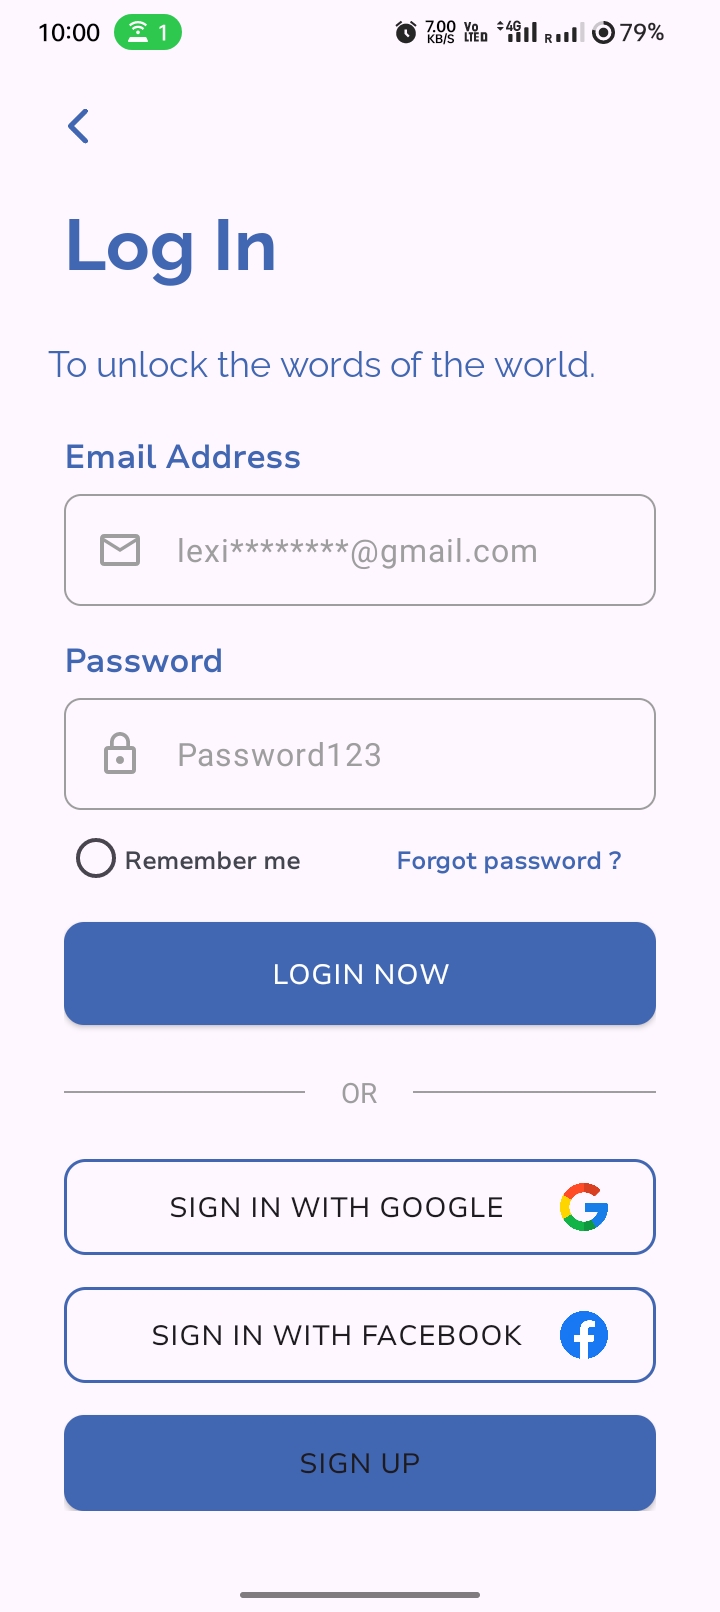 10:00 1 7.00 KB/S Vo LTED 4G R 79%
Log In
To unlock the words of the world.
Email Address
lexi********@gmail.com
Password
Password123
Remember me Forgot password ?
LOGIN NOW
OR
SIGN IN WITH GOOGLE
SIGN IN WITH FACEBOOK
SIGN UP